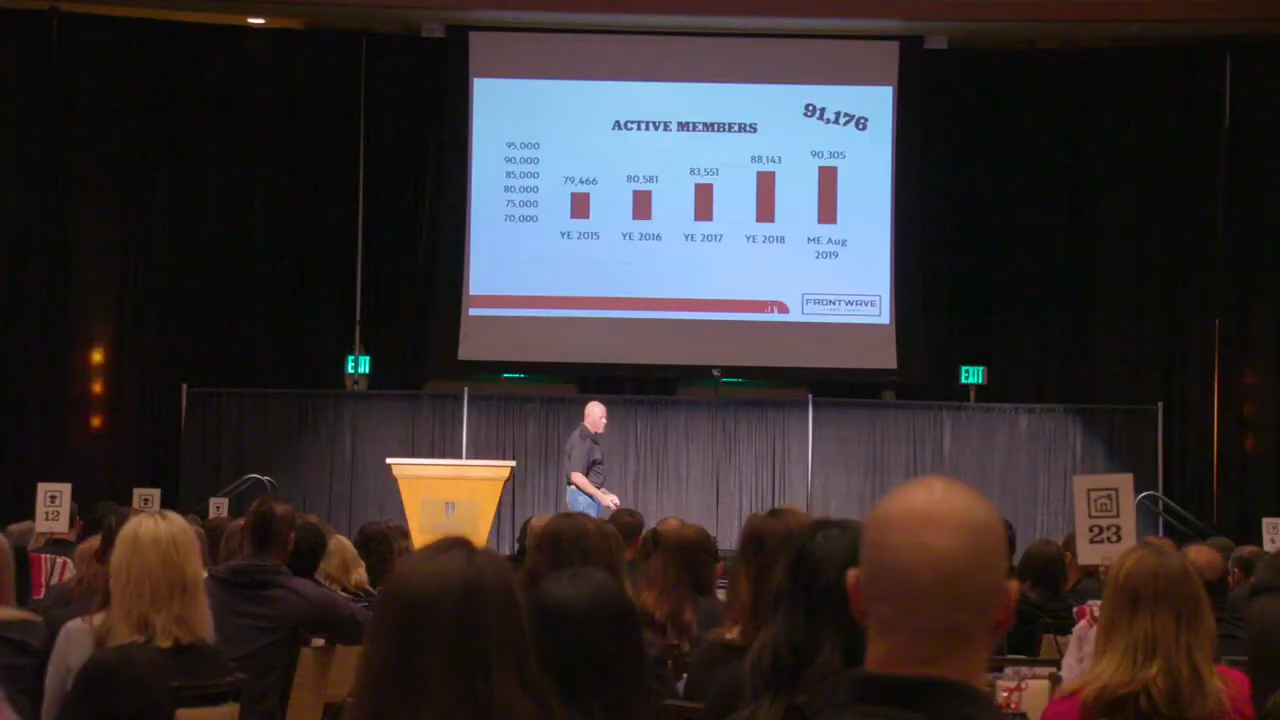 91,176
ACTIVE MEMBERS
95,000
90,000
85,000
80,000
75,000
70,000
79,466
80,581
83,551
88,143
90,305
YE 2015
YE 2016
YE 2017
YE 2018
ME Aug
2019
FRONTWAVE
EXIT
EXIT
12
23
4